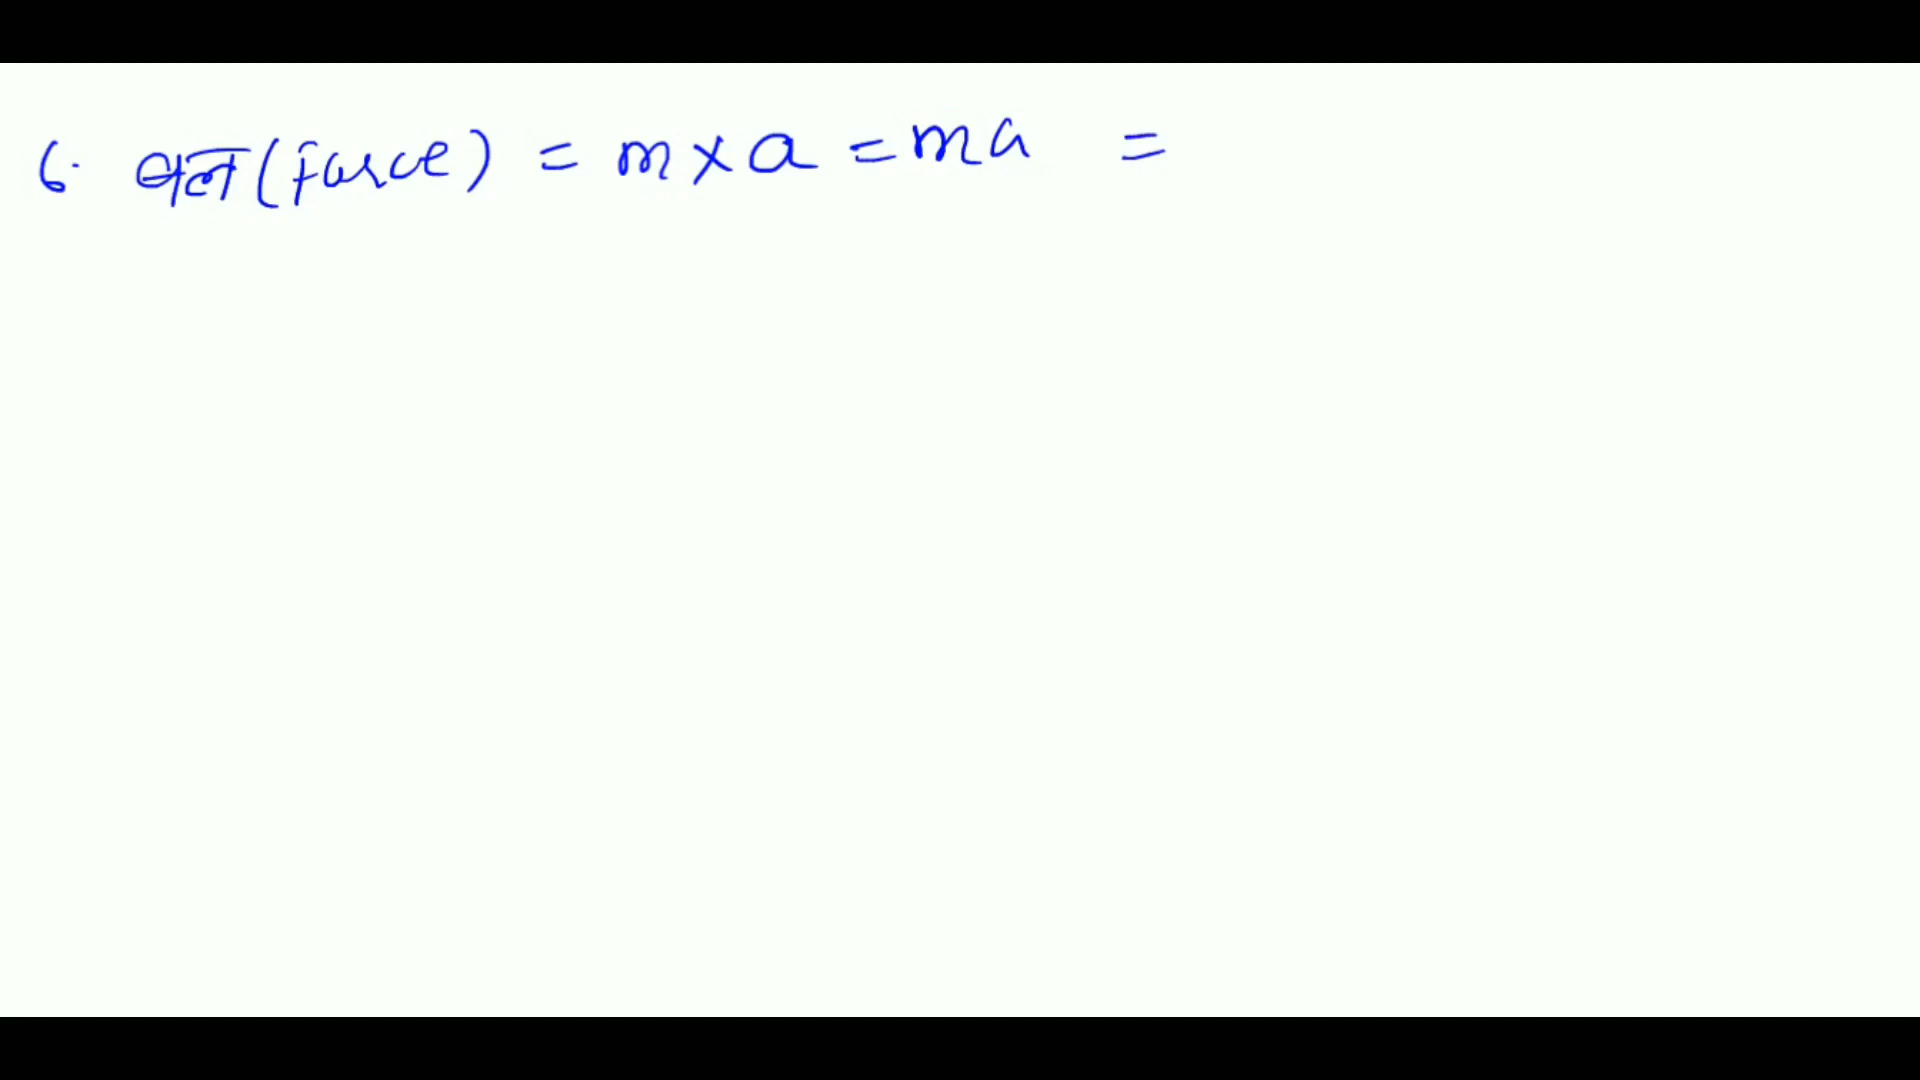 6. बल (Force) = m × a = ma =